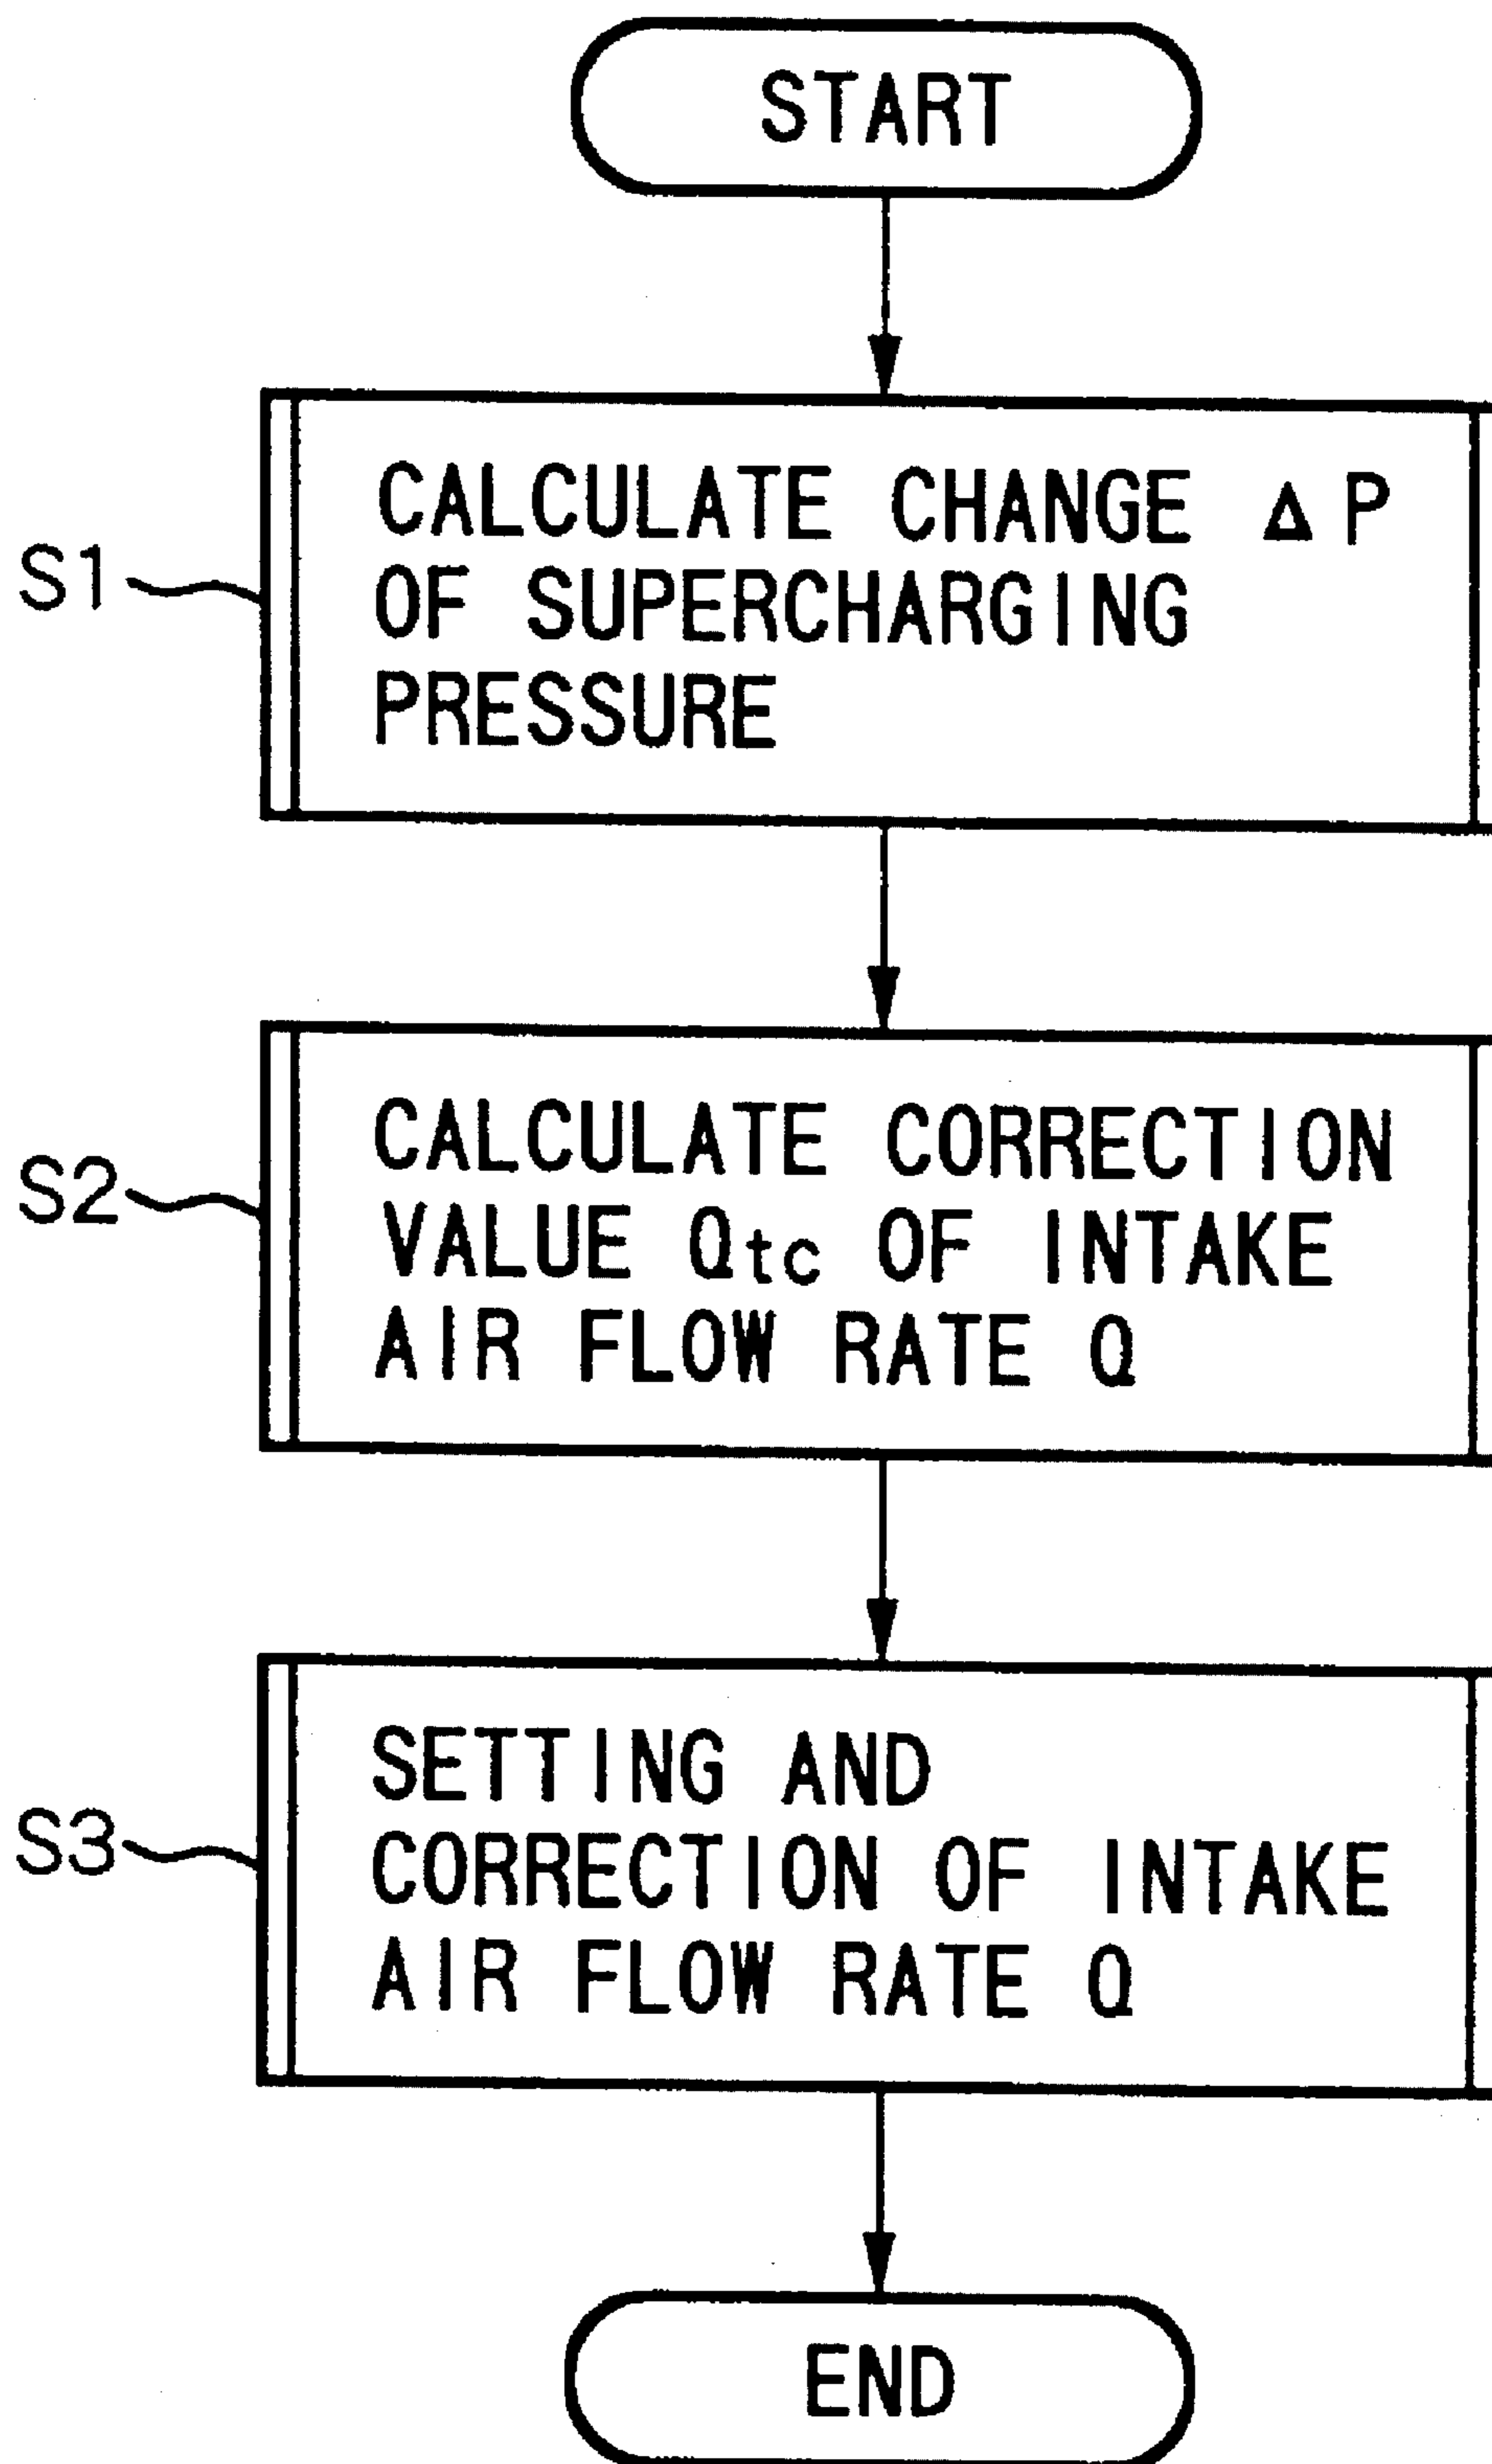 START
S1
CALCULATE CHANGE Δ P
OF SUPERCHARGING
PRESSURE
S2
CALCULATE CORRECTION
VALUE Qtc OF INTAKE
AIR FLOW RATE Q
S3
SETTING AND
CORRECTION OF INTAKE
AIR FLOW RATE Q
END